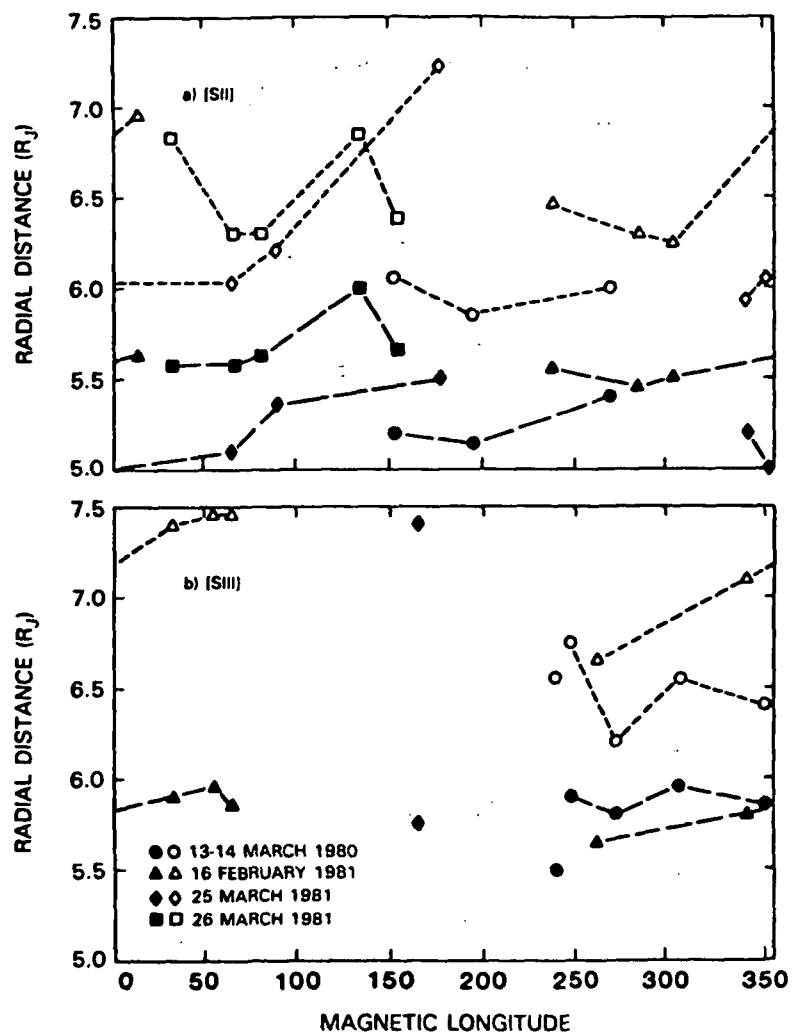 7.5
7.0
6.5
6.0
5.5
5.0
RADIAL DISTANCE (RJ)
a) [SII]
7.5
7.0
6.5
6.0
5.5
5.0
RADIAL DISTANCE (RJ)
b) [SIII]
13-14 MARCH 1980
16 FEBRUARY 1981
25 MARCH 1981
26 MARCH 1981
0 50 100 150 200 250 300 350
MAGNETIC LONGITUDE